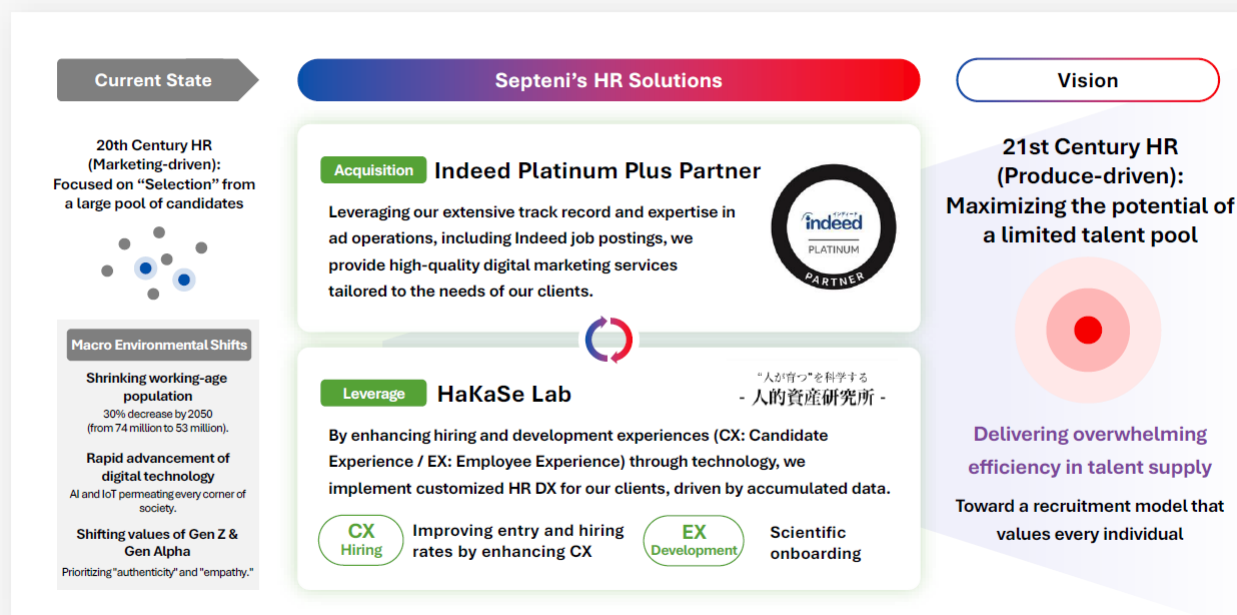 Current State
20th Century HR
(Marketing-driven):
Focused on “Selection” from
a large pool of candidates
Macro Environmental Shifts
Shrinking working-age
population
30% decrease by 2050
(from 74 million to 53 million).
Rapid advancement of
digital technology
AI and IoT permeating every corner of
society.
Shifting values of Gen Z &
Gen Alpha
Prioritizing "authenticity" and "empathy."
Septeni’s HR Solutions
Acquisition
Indeed Platinum Plus Partner
Leveraging our extensive track record and expertise in
ad operations, including Indeed job postings, we
provide high-quality digital marketing services
tailored to the needs of our clients.
インディード
indeed
PLATINUM
PARTNER
Leverage
HaKaSe Lab
“人が育つ”を科学する
- 人的資産研究所 -
By enhancing hiring and development experiences (CX: Candidate
Experience / EX: Employee Experience) through technology, we
implement customized HR DX for our clients, driven by accumulated data.
CX
Hiring
Improving entry and hiring
rates by enhancing CX
EX
Development
Scientific
onboarding
Vision
21st Century HR
(Produce-driven):
Maximizing the potential of
a limited talent pool
Delivering overwhelming
efficiency in talent supply
Toward a recruitment model that
values every individual